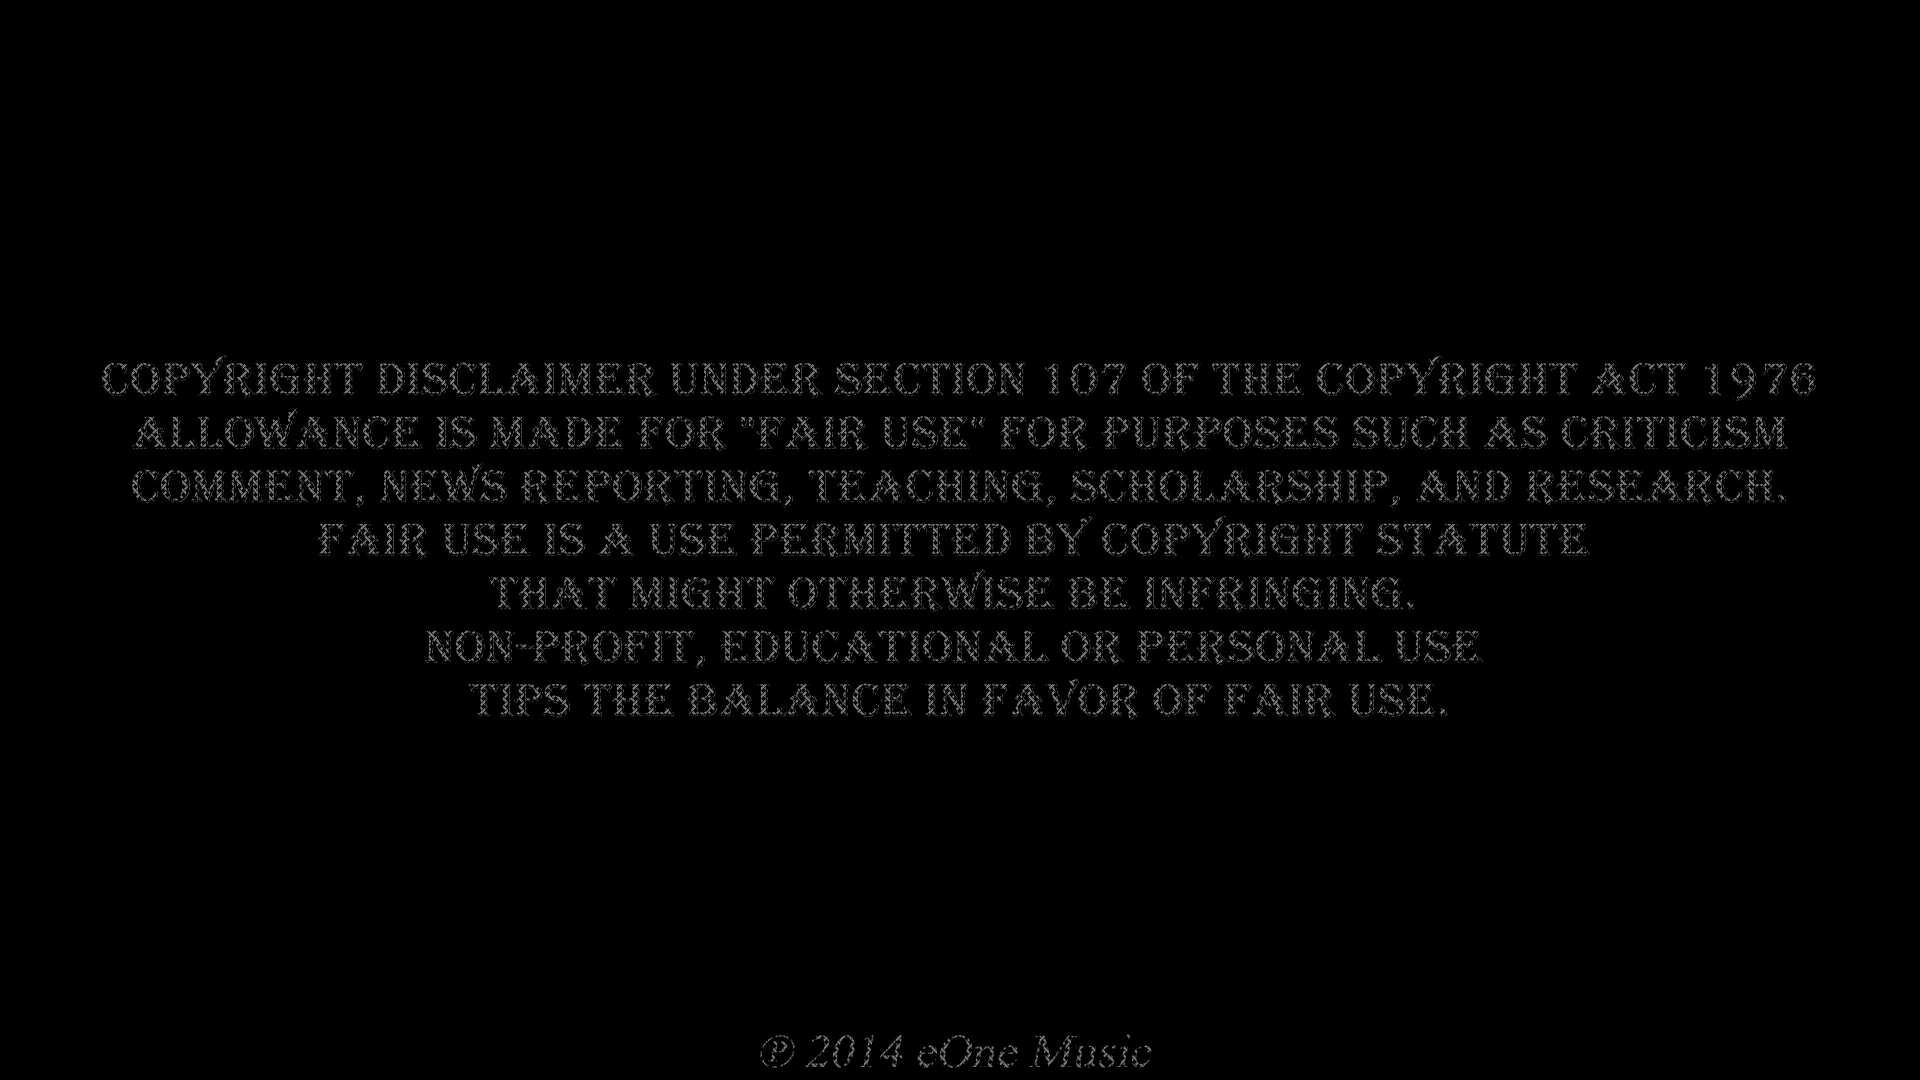 COPYRIGHT DISCLAIMER UNDER SECTION 107 OF THE COPYRIGHT ACT 1976
ALLOWANCE IS MADE FOR "FAIR USE" FOR PURPOSES SUCH AS CRITICISM
COMMENT, NEWS REPORTING, TEACHING, SCHOLARSHIP, AND RESEARCH.
FAIR USE IS A USE PERMITTED BY COPYRIGHT STATUTE
THAT MIGHT OTHERWISE BE INFRINGING.
NON-PROFIT, EDUCATIONAL OR PERSONAL USE
TIPS THE BALANCE IN FAVOR OF FAIR USE.
℗ 2014 eOne Music